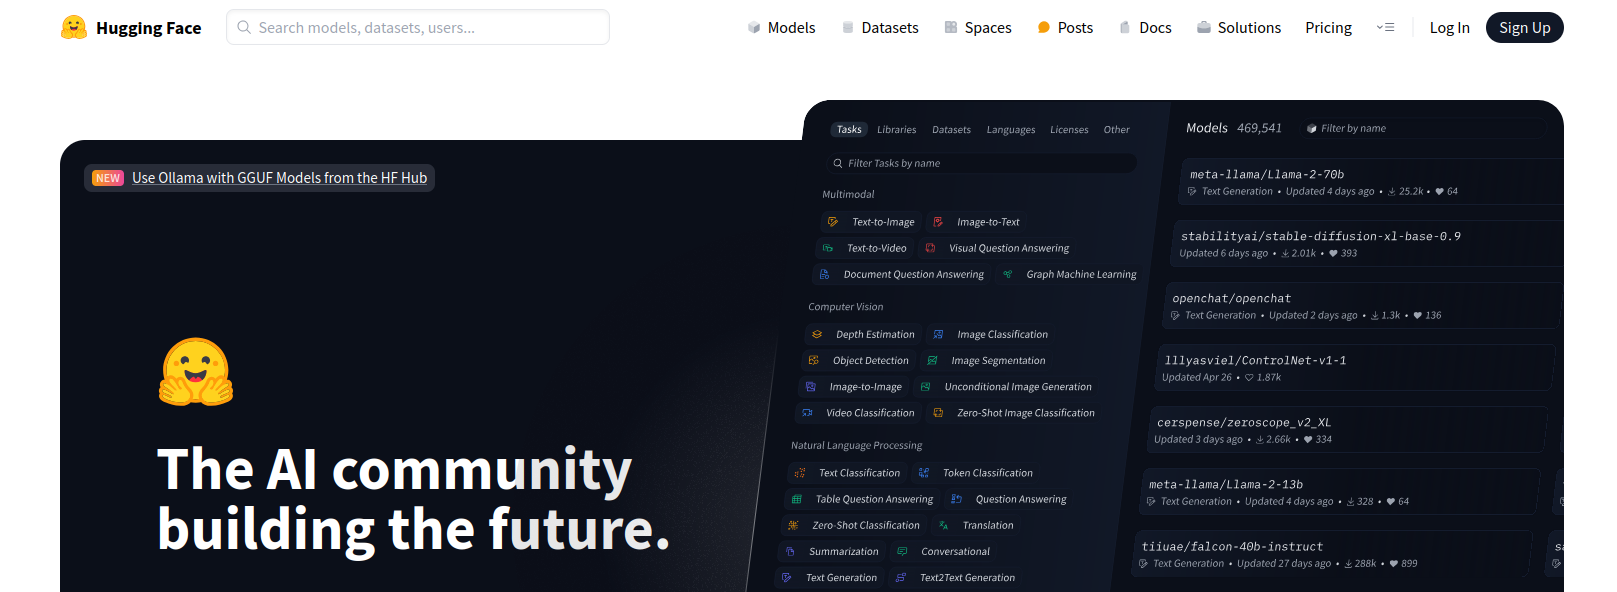 Hugging Face
Search models, datasets, users...
Models
Datasets
Spaces
Posts
Docs
Solutions
Pricing
Log In
Sign Up
NEW Use Ollama with GGUF Models from the HF Hub
The AI community
building the future.
Tasks Libraries Datasets Languages Licenses Other
Filter Tasks by name
Multimodal
Text-to-Image Image-to-Text
Text-to-Video Visual Question Answering
Document Question Answering Graph Machine Learning
Computer Vision
Depth Estimation Image Classification
Object Detection Image Segmentation
Image-to-Image Unconditional Image Generation
Video Classification Zero-Shot Image Classification
Natural Language Processing
Text Classification Token Classification
Table Question Answering Question Answering
Zero-Shot Classification Translation
Summarization Conversational
Text Generation Text2Text Generation
Models 469,541 Filter by name
meta-llama/Llama-2-70b
Text Generation • Updated 4 days ago • 25.2k • 64
stabilityai/stable-diffusion-xl-base-0.9
Updated 6 days ago • 2.01k • 393
openchat/openchat
Text Generation • Updated 2 days ago • 1.3k • 136
lllyasviel/ControlNet-v1-1
Updated Apr 26 • 1.87k
cerspense/zeroscope_v2_XL
Updated 3 days ago • 2.66k • 334
meta-llama/Llama-2-13b
Text Generation • Updated 4 days ago • 328 • 64
tiiuae/falcon-40b-instruct
Text Generation • Updated 27 days ago • 288k • 899